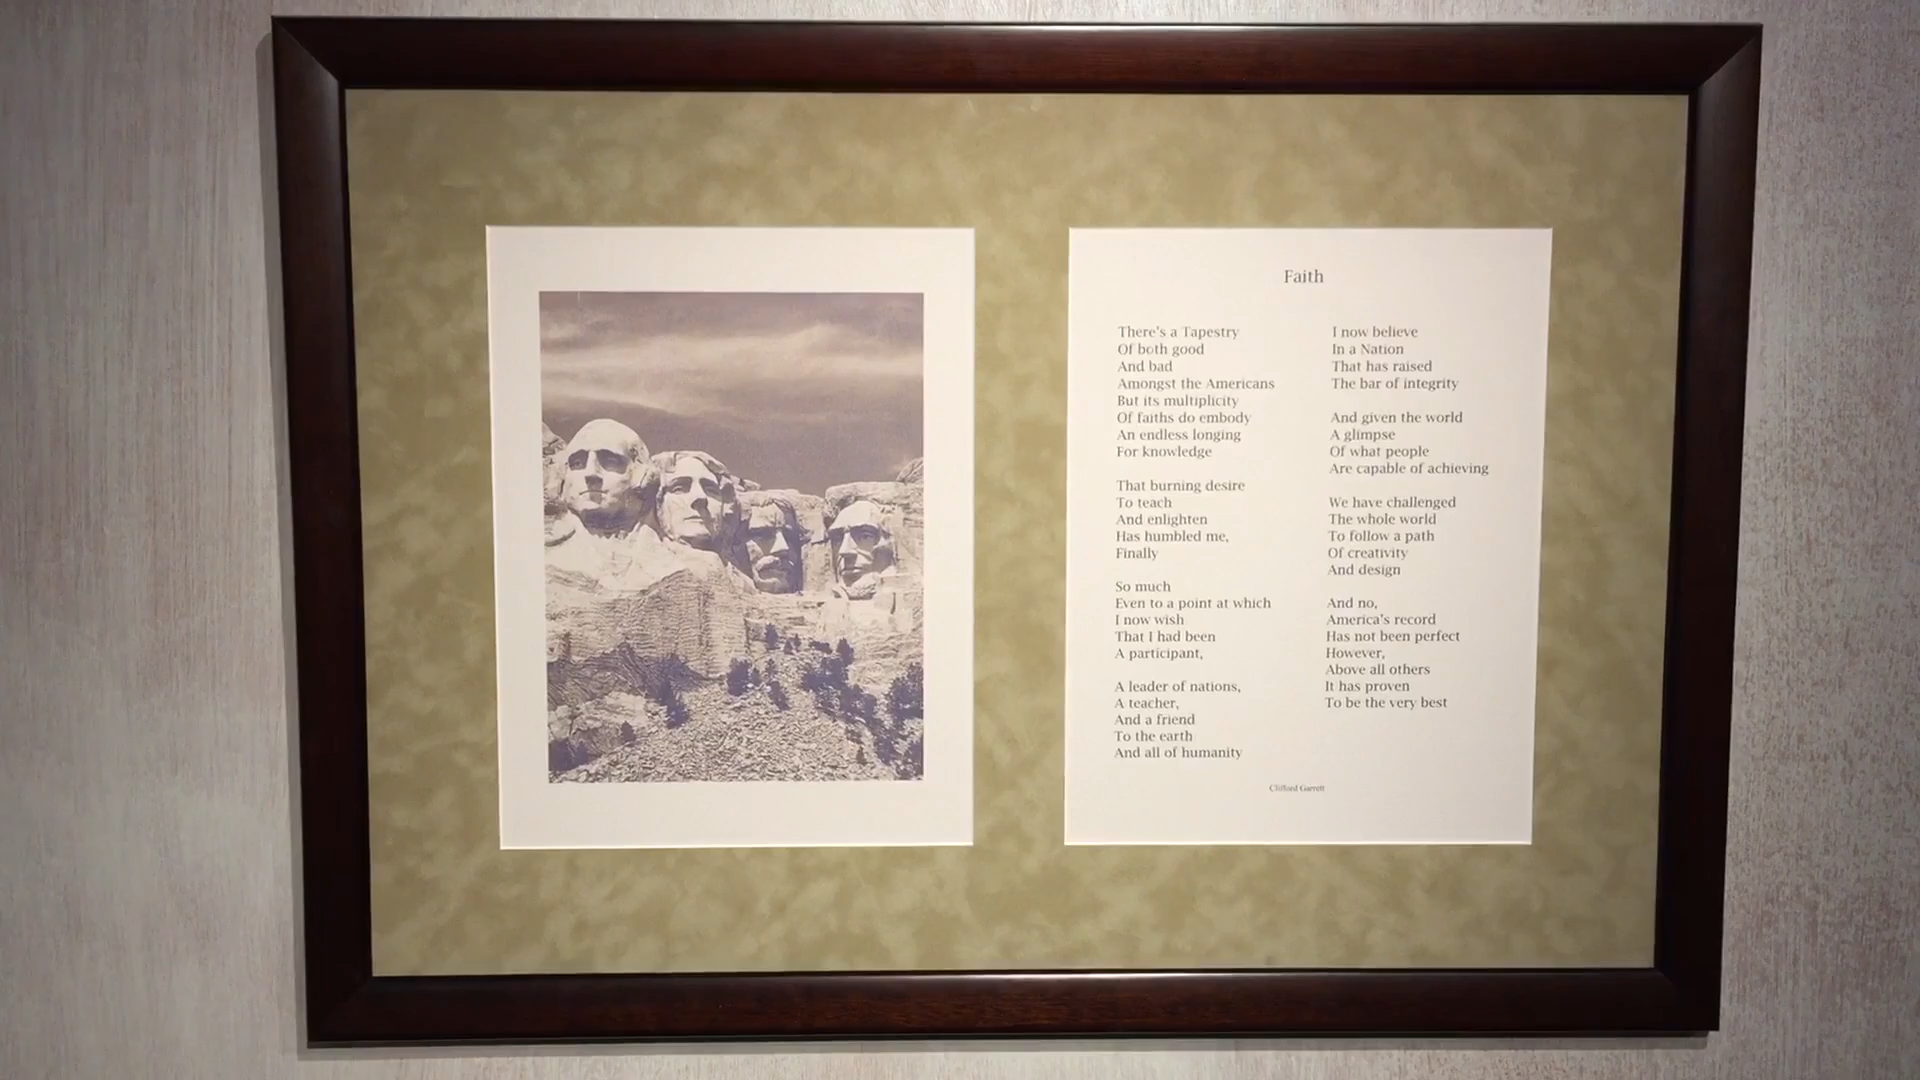 Faith
There's a Tapestry
Of both good
And bad
Amongst the Americans
But its multiplicity
Of faiths do embody
An endless longing
For knowledge
That burning desire
To teach
And enlighten
Has humbled me,
Finally
So much
Even to a point at which
I now wish
That I had been
A participant,
A leader of nations,
A teacher,
And a friend
To the earth
And all of humanity
I now believe
In a Nation
That has raised
The bar of integrity
And given the world
A glimpse
Of what people
Are capable of achieving
We have challenged
The whole world
To follow a path
Of creativity
And design
And no,
America's record
Has not been perfect
However,
Above all others
It has proven
To be the very best
Clifford Garrett